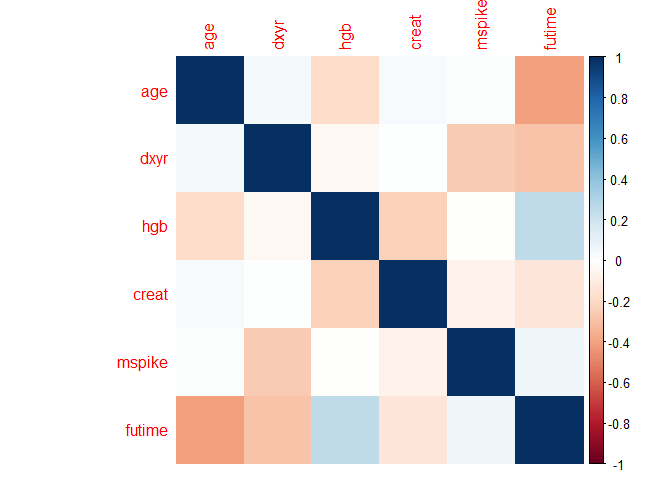 age dxyr hgb creat mspike futime
age
dxyr
hgb
creat
mspike
futime
1
0.8
0.6
0.4
0.2
0
-0.2
-0.4
-0.6
-0.8
-1